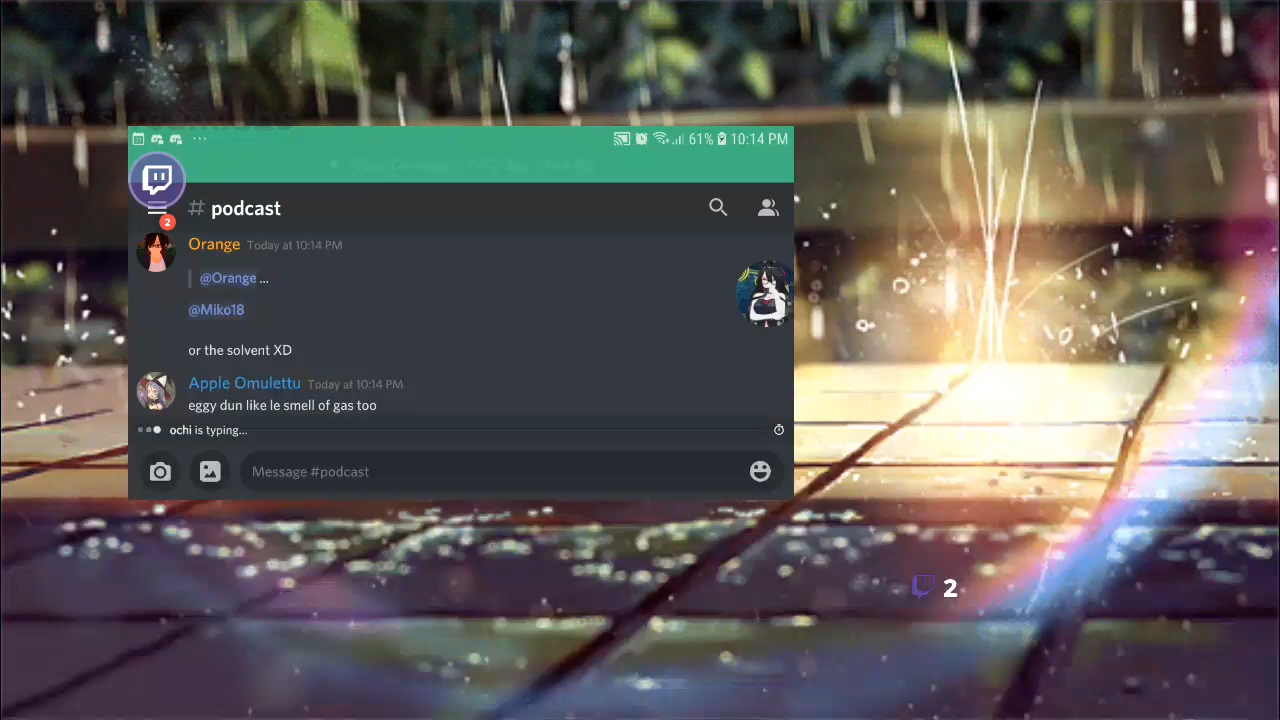 61% 10:14 PM
# podcast
2
Orange Today at 10:14 PM
@Orange ...
@Miko18
or the solvent XD
Apple Omulettu Today at 10:14 PM
eggy dun like le smell of gas too
ochi is typing...
Message #podcast
2